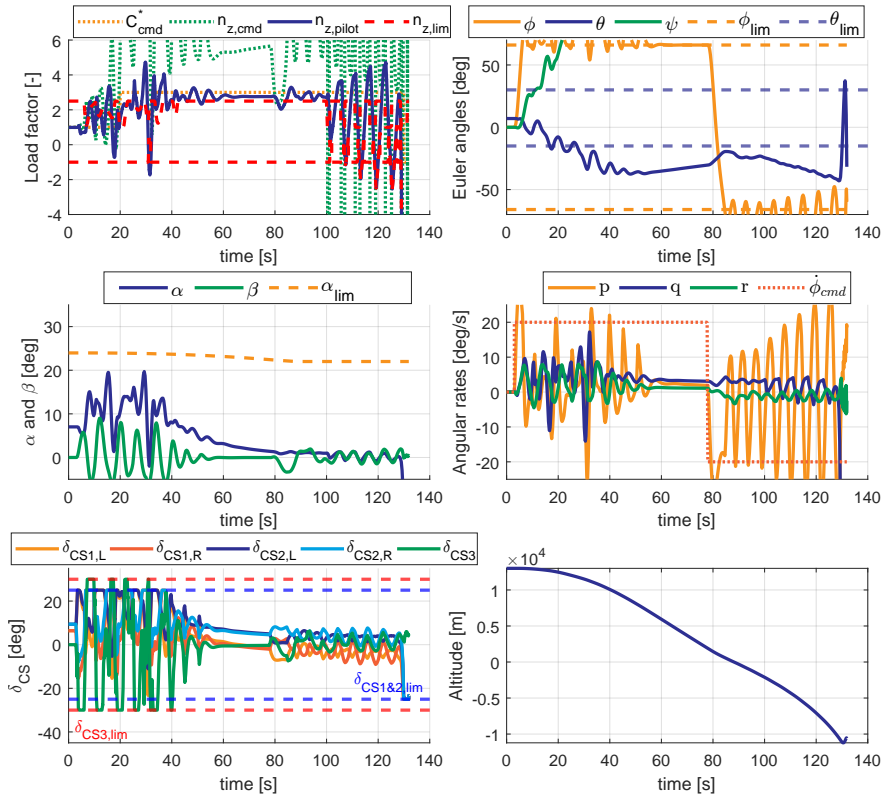 C*cmd nz,cmd nz,pilot nz,lim
6
4
2
0
-2
-4
Load factor [-]
0 20 40 60 80 100 120 140
time [s]
ϕ θ ψ ϕlim θlim
50
0
-50
Euler angles [deg]
0 20 40 60 80 100 120 140
time [s]
α β αlim
30
20
10
0
α and β [deg]
0 20 40 60 80 100 120 140
time [s]
p q r ϕ̇cmd
20
10
0
-10
-20
Angular rates [deg/s]
0 20 40 60 80 100 120 140
time [s]
δCS1,L δCS1,R δCS2,L δCS2,R δCS3
20
0
-20
-40
δCS [deg]
δCS1&2,lim
δCS3,lim
0 20 40 60 80 100 120 140
time [s]
×10⁴
1
0.5
0
-0.5
-1
Altitude [m]
0 20 40 60 80 100 120 140
time [s]